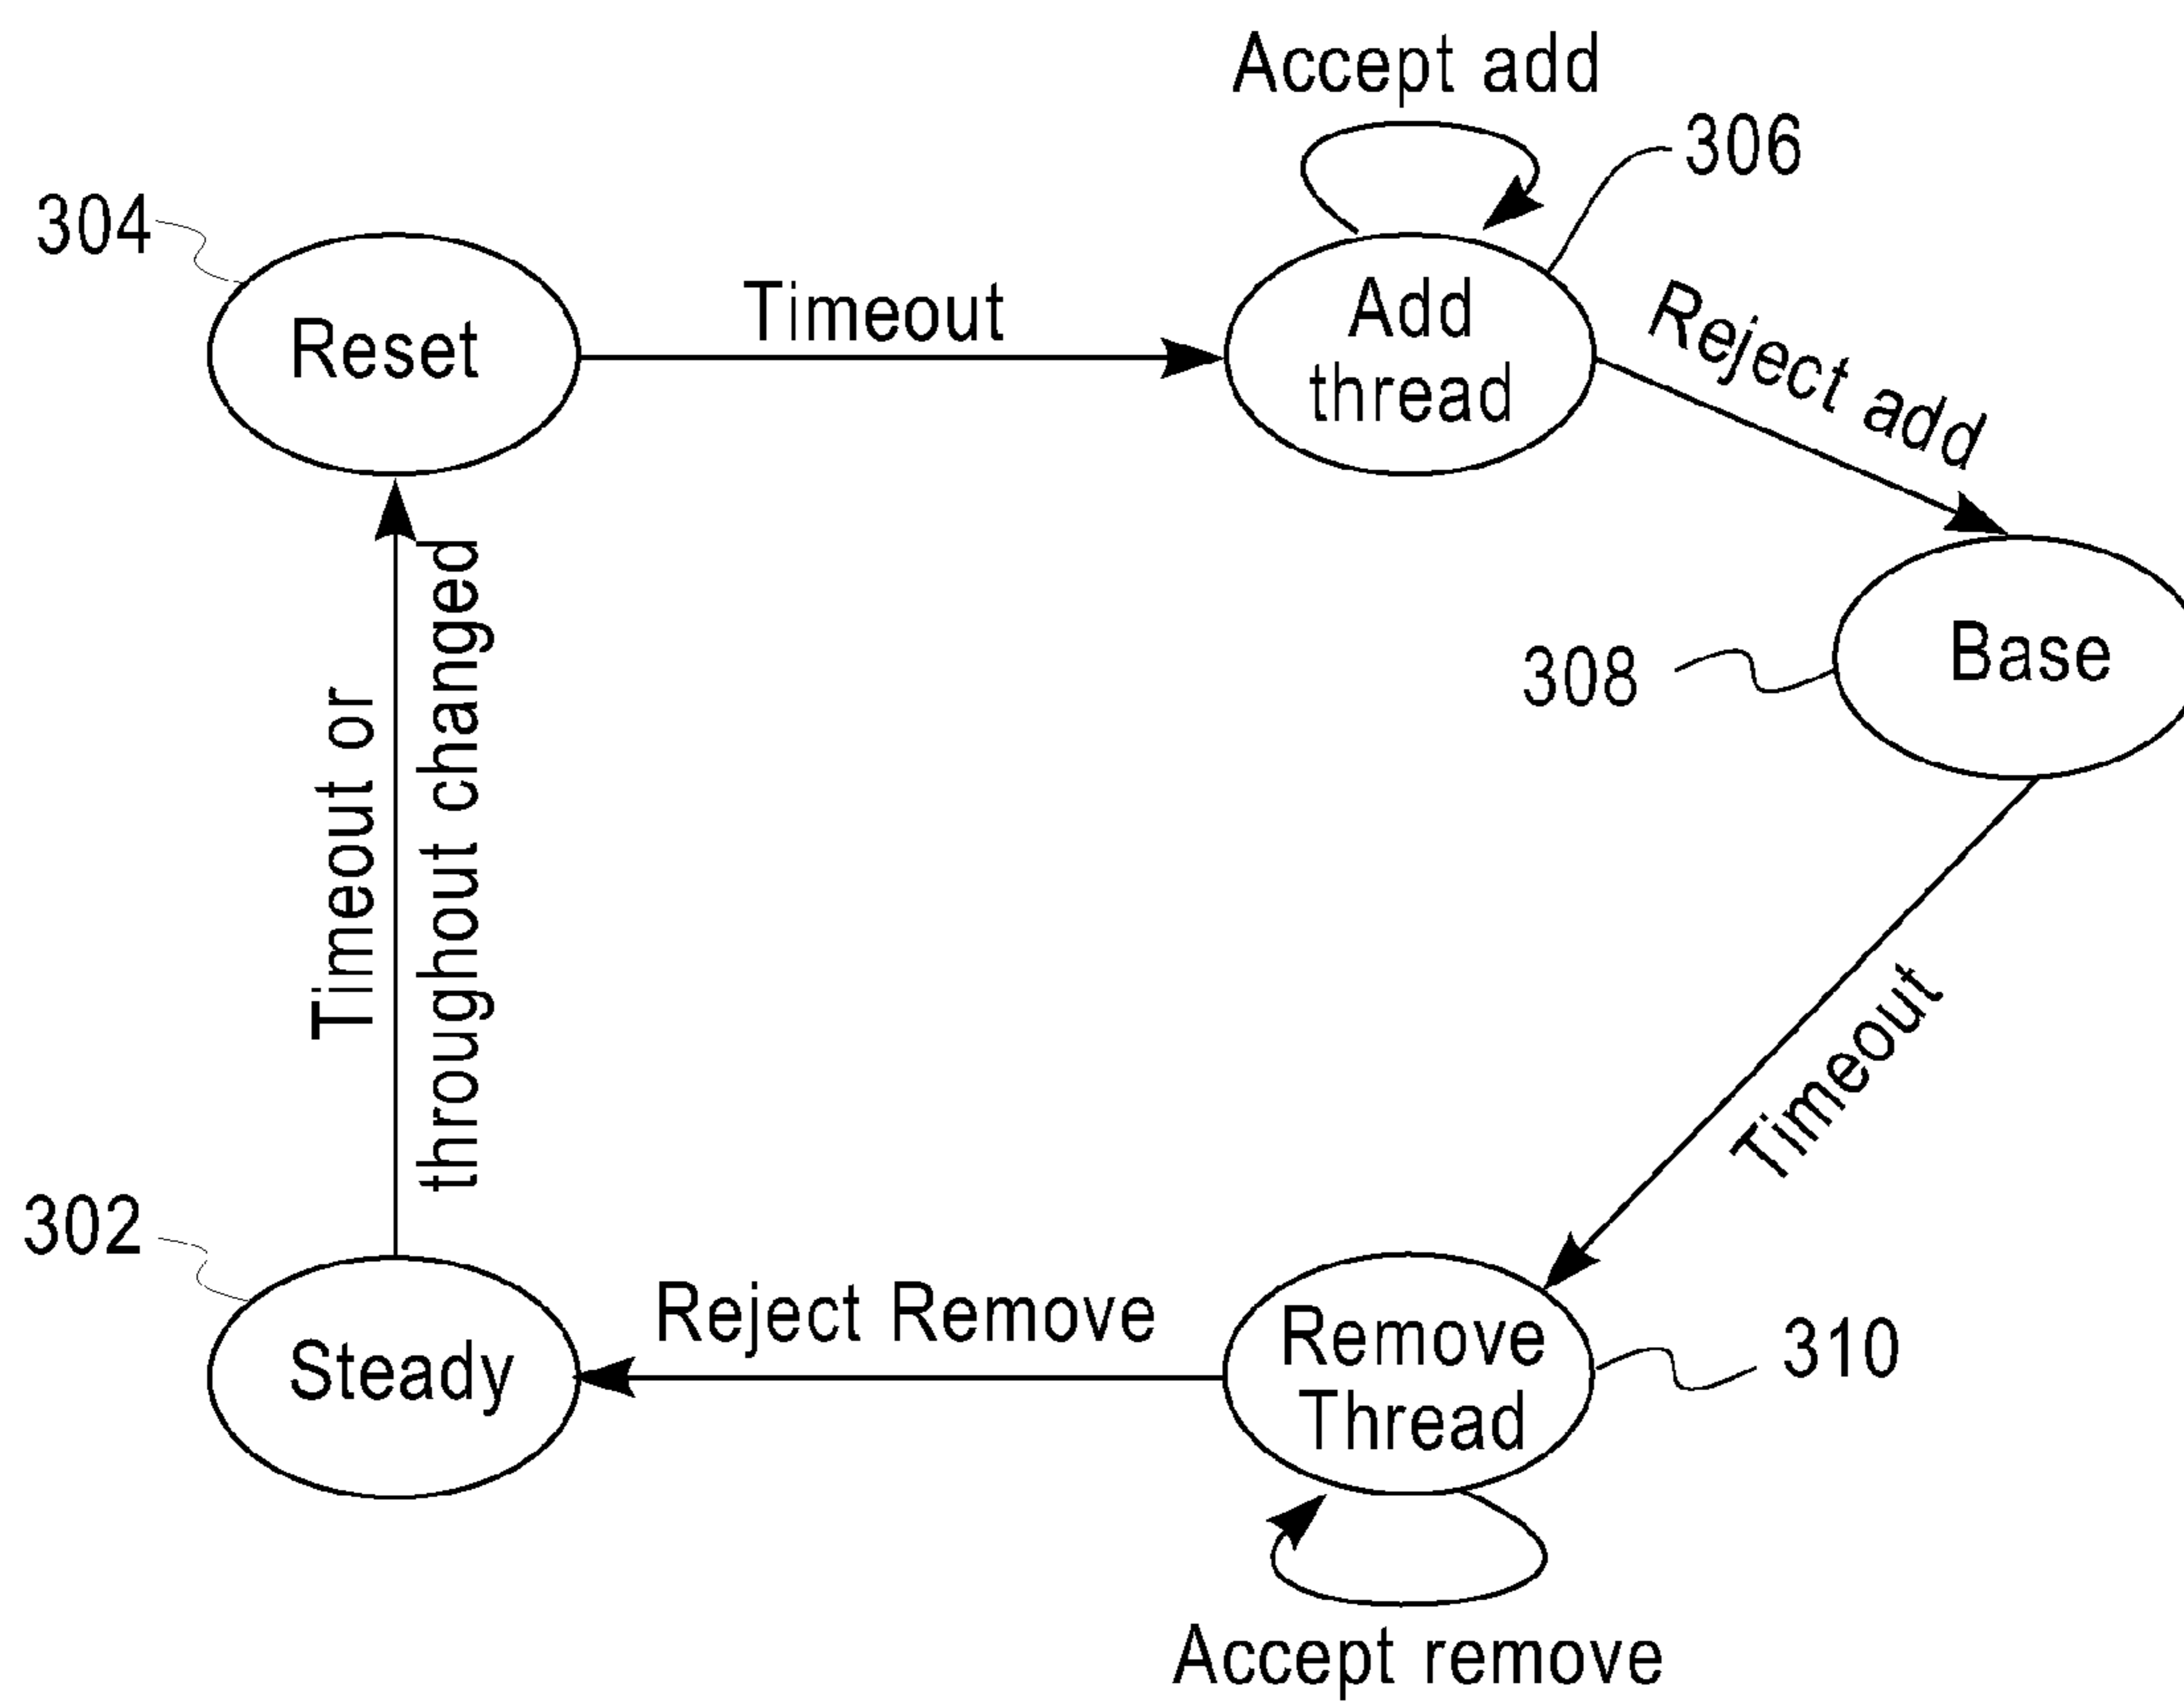 Accept add
306
304
Reset
Timeout
Add
thread
Reject add
Base
308
Timeout or
throughout changed
Timeout
302
Steady
Reject Remove
Remove
Thread
310
Accept remove